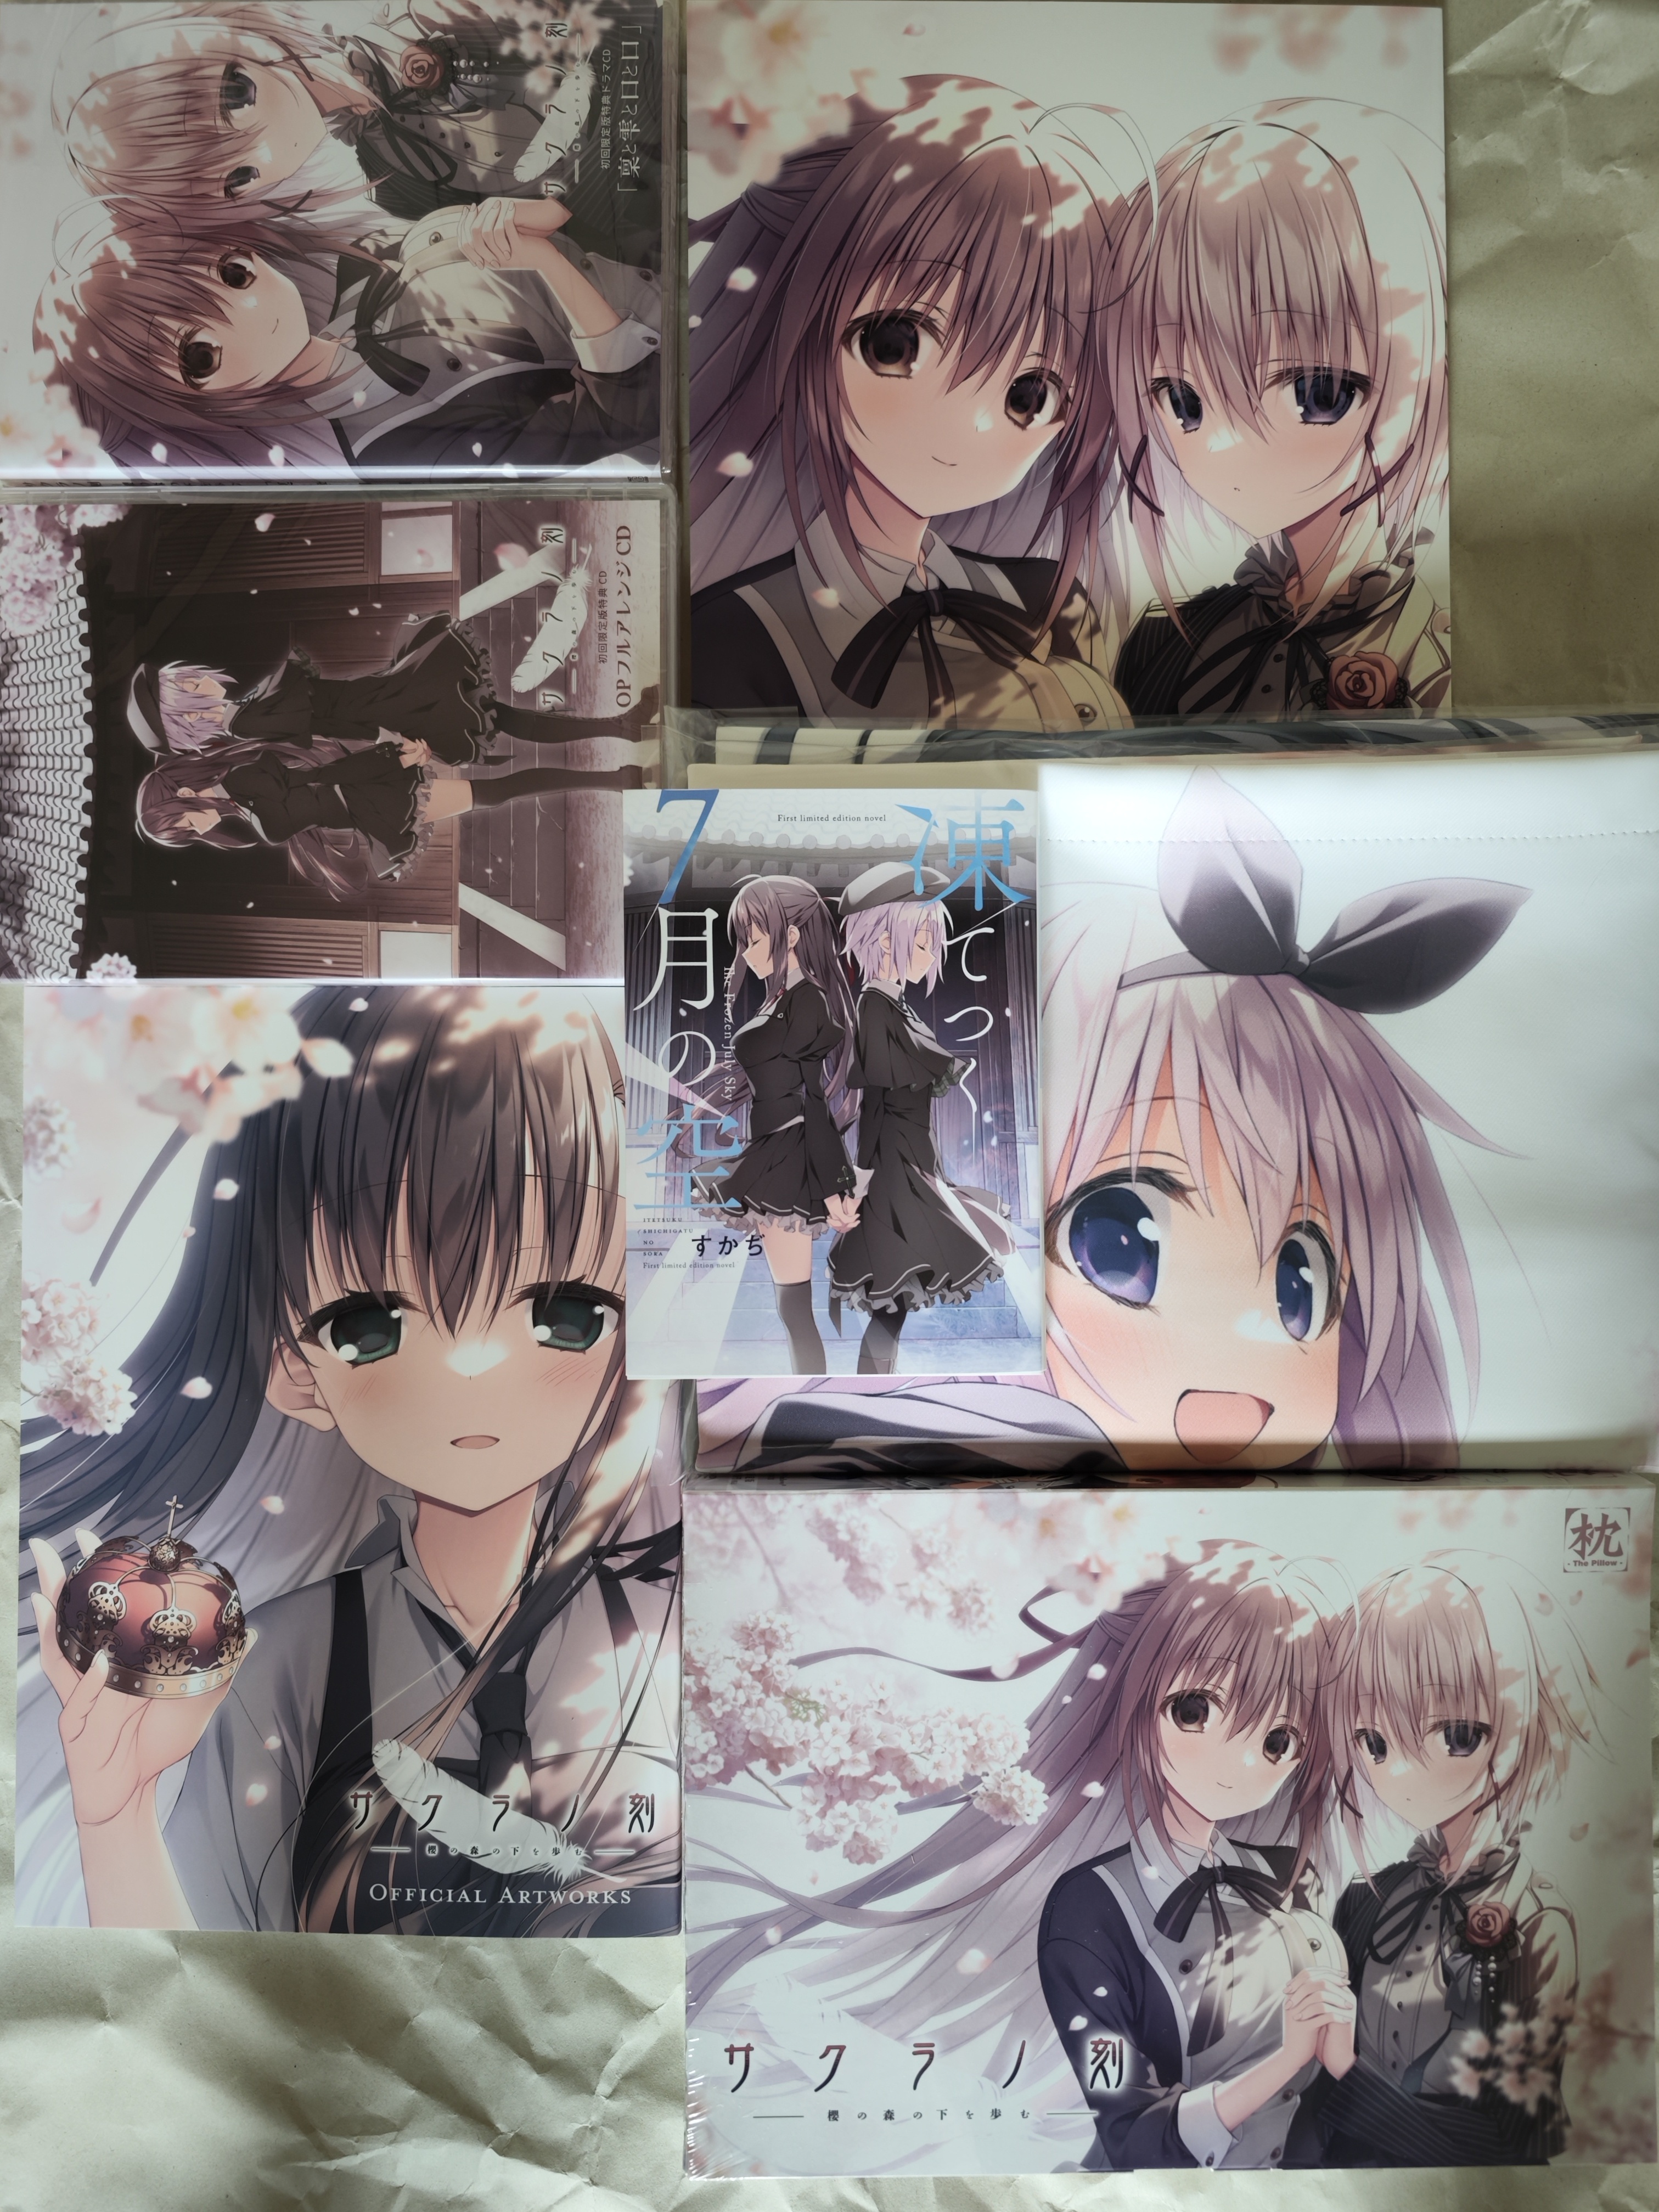 サクラノ刻
初回限定版特典ドラマCD
「凜と雫と口と口」
サクラノ刻
初回限定版特典CD
OPフルアレンジCD
First limited edition novel
凍てつく
7月の空
The Frozen July Sky
ITETSUKU
SHICHIGATU
NO
SORA
すかぢ
First limited edition novel
サクラノ刻
櫻の森の下を歩む
OFFICIAL ARTWORKS
枕
- The Pillow -
サクラノ刻
櫻の森の下を歩む